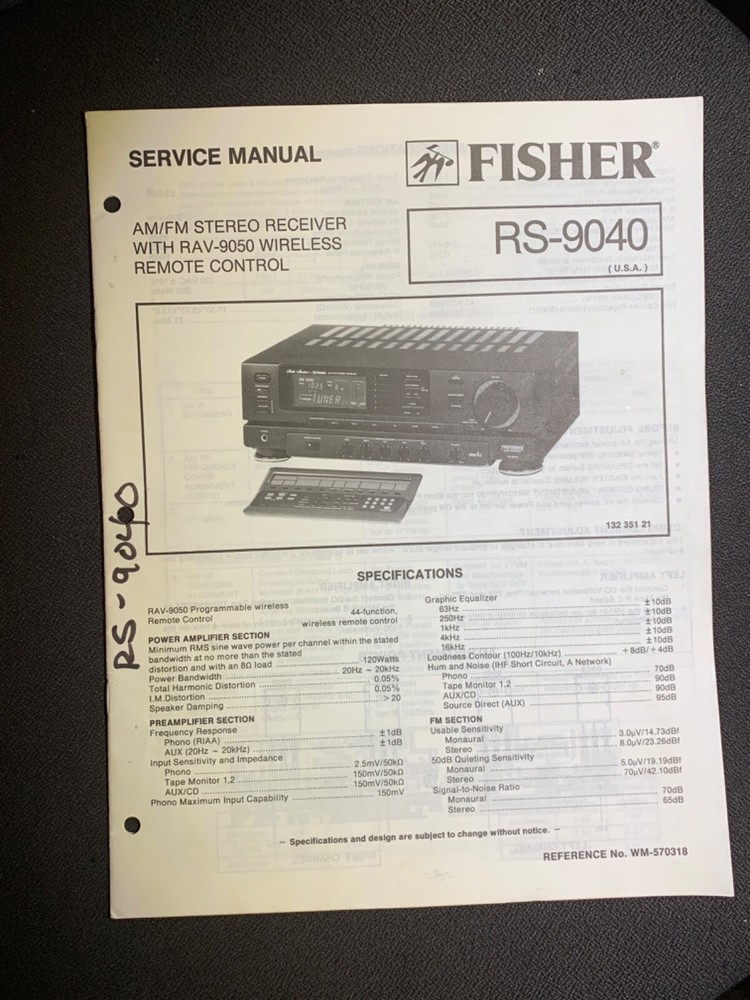 SERVICE MANUAL
FISHER®
AM/FM STEREO RECEIVER
WITH RAV-9050 WIRELESS
REMOTE CONTROL
RS-9040
(U.S.A.)
TUNER
132 351 21
RS-9040
SPECIFICATIONS
RAV-9050 Programmable wireless
Remote Control 44-function,
wireless remote control
POWER AMPLIFIER SECTION
Minimum RMS sine wave power per channel within the stated
bandwidth at no more than the stated
distortion and with an 8Ω load 120Watts
Power Bandwidth 20Hz ~ 20kHz
Total Harmonic Distortion 0.05%
I.M.Distortion 0.05%
Speaker Damping >20
PREAMPLIFIER SECTION
Frequency Response
Phono (RIAA) ±1dB
AUX (20Hz ~ 20kHz) ±1dB
Input Sensitivity and Impedance
Phono 2.5mV/50kΩ
Tape Monitor 1,2 150mV/50kΩ
AUX/CD 150mV/50kΩ
Phono Maximum Input Capability 150mV
Graphic Equalizer
63Hz ±10dB
250Hz ±10dB
1kHz ±10dB
4kHz ±10dB
16kHz ±10dB
Loudness Contour (100Hz/10kHz) +8dB/+4dB
Hum and Noise (IHF Short Circuit, A Network)
Phono 70dB
Tape Monitor 1,2 90dB
AUX/CD 90dB
Source Direct (AUX) 95dB
FM SECTION
Usable Sensitivity
Monaural 3.0μV/14.73dBf
Stereo 8.0μV/23.26dBf
50dB Quieting Sensitivity
Monaural 5.0μV/19.19dBf
Stereo 70μV/42.10dBf
Signal-to-Noise Ratio
Monaural 70dB
Stereo 65dB
– Specifications and design are subject to change without notice. –
REFERENCE No. WM-570318